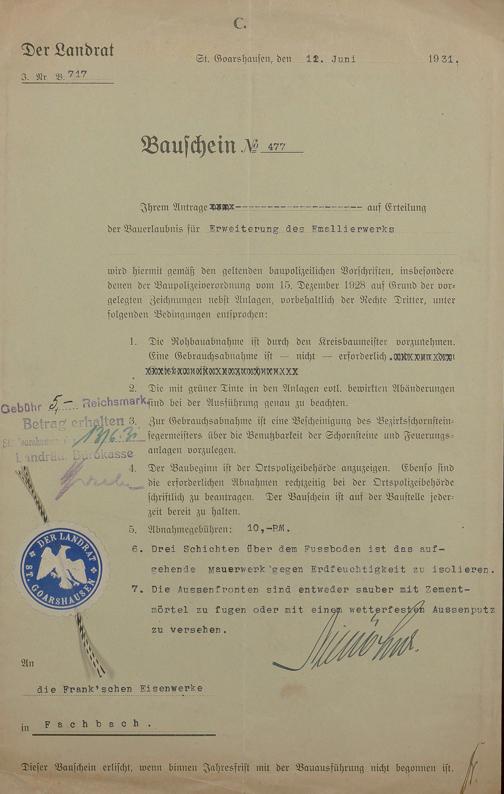 C.
Der Landrat
J. Nr B. 717
St. Goarshausen, den 12. Juni 1931.
Bauschein № 477
Ihrem Antrage xxxx-------------------- auf Erteilung
der Bauerlaubnis für Erweiterung des Emallierwerks
wird hiermit gemäß den geltenden baupolizeilichen Vorschriften, insbesondere
denen der Baupolizeiverordnung vom 15. Dezember 1928 auf Grund der vor-
gelegten Zeichnungen nebst Anlagen, vorbehaltlich der Rechte Dritter, unter
folgenden Bedingungen entsprochen:
1. Die Rohbauabnahme ist durch den Kreisbaumeister vorzunehmen.
Eine Gebrauchsabnahme ist — nicht — erforderlich.
2. Die mit grüner Tinte in den Anlagen evtl. bewirkten Abänderungen
sind bei der Ausführung genau zu beachten.
3. Zur Gebrauchsabnahme ist eine Bescheinigung des Bezirksschornstein-
fegermeisters über die Benutzbarkeit der Schornsteine und Feuerungs-
anlagen vorzulegen.
4. Der Baubeginn ist der Ortspolizeibehörde anzuzeigen. Ebenso sind
die erforderlichen Abnahmen rechtzeitig bei der Ortspolizeibehörde
schriftlich zu beantragen. Der Bauschein ist auf der Baustelle jeder-
zeit bereit zu halten.
5. Abnahmegebühren: 10,-RM.
6. Drei Schichten über dem Fussboden ist das auf-
gehende Mauerwerk gegen Erdfeuchtigkeit zu isolieren.
7. Die Aussenfronten sind entweder sauber mit Zement-
mörtel zu fugen oder mit einem wetterfesten Aussenputz
zu versehen.
Gebühr 5,- Reichsmark
Betrag erhalten
St. Goarshausen
Landrätl. Bürokasse
DER LANDRAT
ST. GOARSHAUSEN
An
die Frank'schen Eisenwerke
in Fachbach.
Dieser Bauschein erlischt, wenn binnen Jahresfrist mit der Bauausführung nicht begonnen ist.